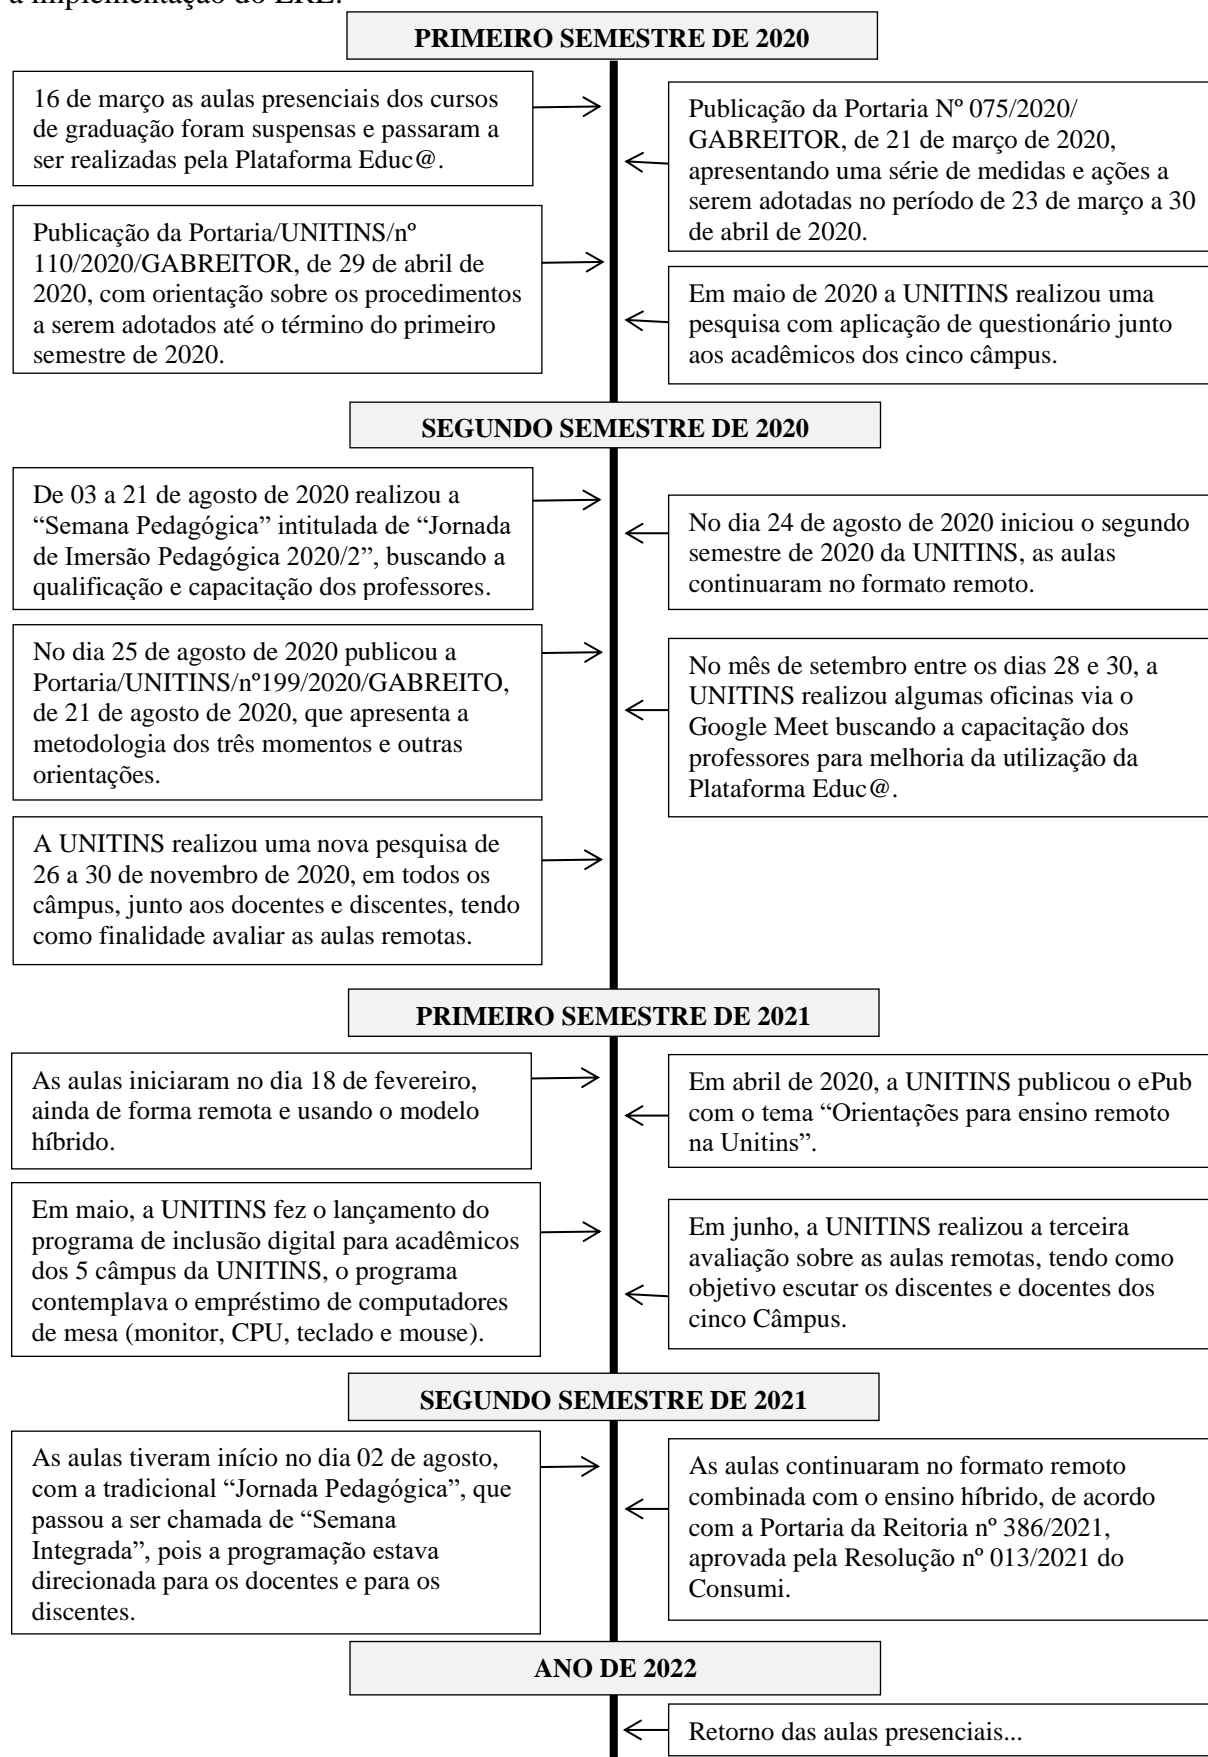 a implementação do ERE:
PRIMEIRO SEMESTRE DE 2020
16 de março as aulas presenciais dos cursos
de graduação foram suspensas e passaram a
ser realizadas pela Plataforma Educ@.
Publicação da Portaria Nº 075/2020/
GABREITOR, de 21 de março de 2020,
apresentando uma série de medidas e ações a
serem adotadas no período de 23 de março a 30
de abril de 2020.
Publicação da Portaria/UNITINS/nº
110/2020/GABREITOR, de 29 de abril de
2020, com orientação sobre os procedimentos
a serem adotados até o término do primeiro
semestre de 2020.
Em maio de 2020 a UNITINS realizou uma
pesquisa com aplicação de questionário junto
aos acadêmicos dos cinco câmpus.
SEGUNDO SEMESTRE DE 2020
De 03 a 21 de agosto de 2020 realizou a
“Semana Pedagógica” intitulada de “Jornada
de Imersão Pedagógica 2020/2”, buscando a
qualificação e capacitação dos professores.
No dia 24 de agosto de 2020 iniciou o segundo
semestre de 2020 da UNITINS, as aulas
continuaram no formato remoto.
No dia 25 de agosto de 2020 publicou a
Portaria/UNITINS/nº199/2020/GABREITO,
de 21 de agosto de 2020, que apresenta a
metodologia dos três momentos e outras
orientações.
No mês de setembro entre os dias 28 e 30, a
UNITINS realizou algumas oficinas via o
Google Meet buscando a capacitação dos
professores para melhoria da utilização da
Plataforma Educ@.
A UNITINS realizou uma nova pesquisa de
26 a 30 de novembro de 2020, em todos os
câmpus, junto aos docentes e discentes, tendo
como finalidade avaliar as aulas remotas.
PRIMEIRO SEMESTRE DE 2021
As aulas iniciaram no dia 18 de fevereiro,
ainda de forma remota e usando o modelo
híbrido.
Em abril de 2020, a UNITINS publicou o ePub
com o tema “Orientações para ensino remoto
na Unitins”.
Em maio, a UNITINS fez o lançamento do
programa de inclusão digital para acadêmicos
dos 5 câmpus da UNITINS, o programa
contemplava o empréstimo de computadores
de mesa (monitor, CPU, teclado e mouse).
Em junho, a UNITINS realizou a terceira
avaliação sobre as aulas remotas, tendo como
objetivo escutar os discentes e docentes dos
cinco Câmpus.
SEGUNDO SEMESTRE DE 2021
As aulas tiveram início no dia 02 de agosto,
com a tradicional “Jornada Pedagógica”, que
passou a ser chamada de “Semana
Integrada”, pois a programação estava
direcionada para os docentes e para os
discentes.
As aulas continuaram no formato remoto
combinada com o ensino híbrido, de acordo
com a Portaria da Reitoria nº 386/2021,
aprovada pela Resolução nº 013/2021 do
Consumi.
ANO DE 2022
Retorno das aulas presenciais...